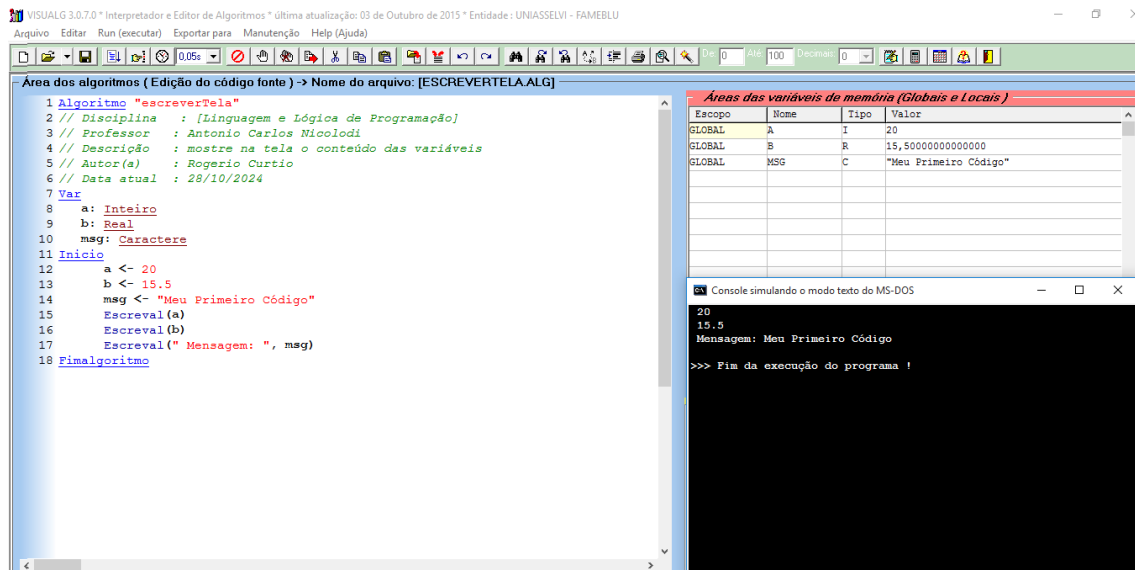 VISUALG 3.0.7.0 * Interpretador e Editor de Algoritmos * última atualização: 03 de Outubro de 2015 * Entidade : UNIASSELVI - FAMEBLU
Arquivo Editar Run (executar) Exportar para Manutenção Help (Ajuda)
0,05s De 0 Até 100 Decimais: 0
Área dos algoritmos ( Edição do código fonte ) -> Nome do arquivo: [ESCREVERTELA.ALG]
1 Algoritmo "escreverTela"
2 // Disciplina : [Linguagem e Lógica de Programação]
3 // Professor : Antonio Carlos Nicolodi
4 // Descrição : mostre na tela o conteúdo das variáveis
5 // Autor(a) : Rogerio Curtio
6 // Data atual : 28/10/2024
7 Var
8 a: Inteiro
9 b: Real
10 msg: Caractere
11 Inicio
12 a <- 20
13 b <- 15.5
14 msg <- "Meu Primeiro Código"
15 Escreval(a)
16 Escreval(b)
17 Escreval(" Mensagem: ", msg)
18 Fimalgoritmo
Áreas das variáveis de memória (Globais e Locais )
Escopo Nome Tipo Valor
GLOBAL A I 20
GLOBAL B R 15,50000000000000
GLOBAL MSG C "Meu Primeiro Código"
Console simulando o modo texto do MS-DOS
20
15.5
Mensagem: Meu Primeiro Código
>>> Fim da execução do programa !